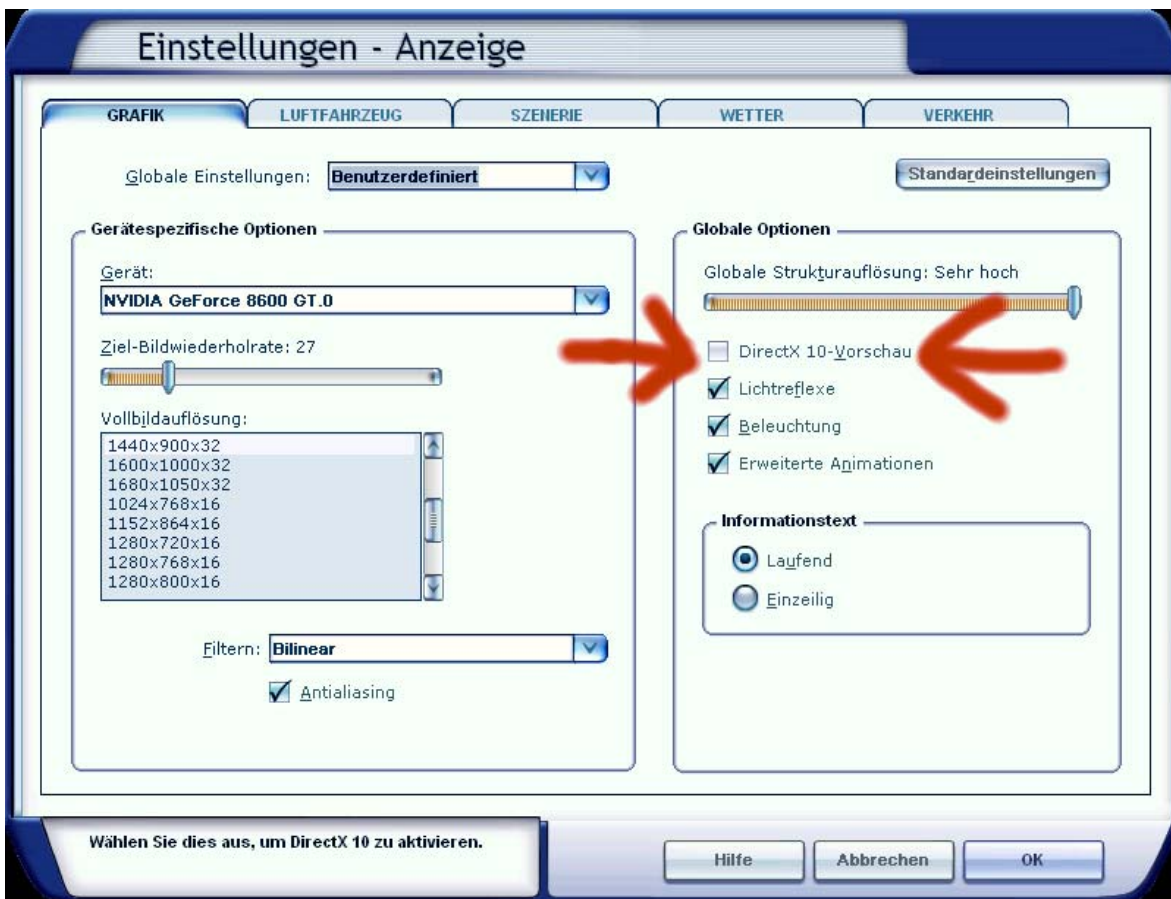 Einstellungen - Anzeige
GRAFIK
LUFTFAHRZEUG
SZENERIE
WETTER
VERKEHR
Globale Einstellungen: Benutzerdefiniert
Standardeinstellungen
Gerätespezifische Optionen
Gerät:
NVIDIA GeForce 8600 GT.0
Ziel-Bildwiederholrate: 27
Vollbildauflösung:
1440x900x32
1600x1000x32
1680x1050x32
1024x768x16
1152x864x16
1280x720x16
1280x768x16
1280x800x16
Filtern: Bilinear
Antialiasing
Globale Optionen
Globale Strukturauflösung: Sehr hoch
DirectX 10-Vorschau
Lichtreflexe
Beleuchtung
Erweiterte Animationen
Informationstext
Laufend
Einzeilig
Wählen Sie dies aus, um DirectX 10 zu aktivieren.
Hilfe
Abbrechen
OK